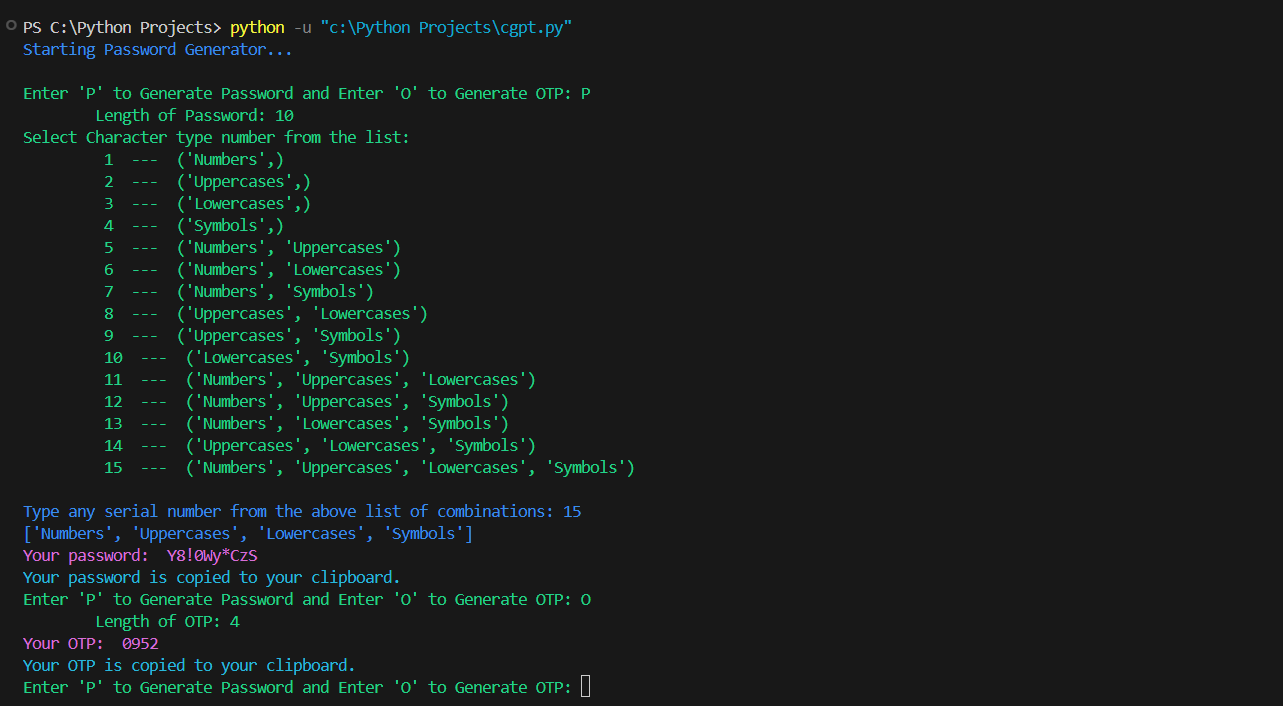 PS C:\Python Projects> python -u "c:\Python Projects\cgpt.py"
Starting Password Generator...
Enter 'P' to Generate Password and Enter 'O' to Generate OTP: P
Length of Password: 10
Select Character type number from the list:
1 --- ('Numbers',)
2 --- ('Uppercases',)
3 --- ('Lowercases',)
4 --- ('Symbols',)
5 --- ('Numbers', 'Uppercases')
6 --- ('Numbers', 'Lowercases')
7 --- ('Numbers', 'Symbols')
8 --- ('Uppercases', 'Lowercases')
9 --- ('Uppercases', 'Symbols')
10 --- ('Lowercases', 'Symbols')
11 --- ('Numbers', 'Uppercases', 'Lowercases')
12 --- ('Numbers', 'Uppercases', 'Symbols')
13 --- ('Numbers', 'Lowercases', 'Symbols')
14 --- ('Uppercases', 'Lowercases', 'Symbols')
15 --- ('Numbers', 'Uppercases', 'Lowercases', 'Symbols')
Type any serial number from the above list of combinations: 15
['Numbers', 'Uppercases', 'Lowercases', 'Symbols']
Your password: Y8!0Wy*CzS
Your password is copied to your clipboard.
Enter 'P' to Generate Password and Enter 'O' to Generate OTP: O
Length of OTP: 4
Your OTP: 0952
Your OTP is copied to your clipboard.
Enter 'P' to Generate Password and Enter 'O' to Generate OTP: